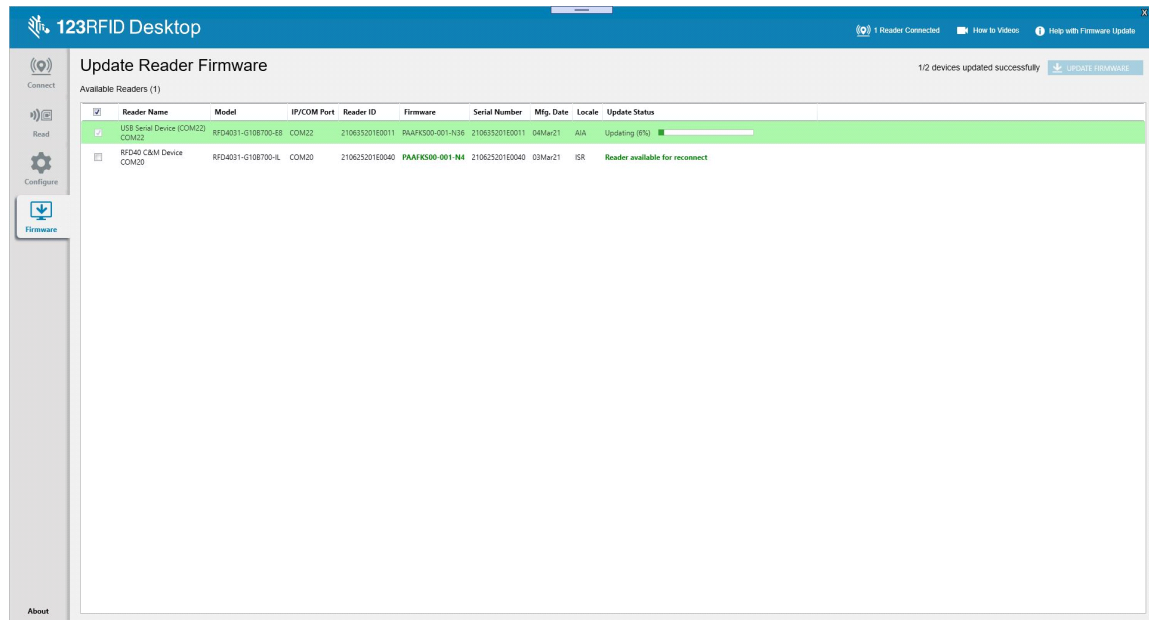 X
123RFID Desktop
1 Reader Connected
How to Videos
Help with Firmware Update
Connect
Read
Configure
Firmware
About
Update Reader Firmware
1/2 devices updated successfully
UPDATE FIRMWARE
Available Readers (1)
Reader Name Model IP/COM Port Reader ID Firmware Serial Number Mfg. Date Locale Update Status
USB Serial Device (COM22)
COM22 RFD4031-G10B700-E8 COM22 210635201E0011 PAAFKS00-001-N36 210635201E0011 04Mar21 AIA Updating (6%)
RFD40 C&M Device
COM20 RFD4031-G10B700-IL COM20 210625201E0040 PAAFKS00-001-N4 210625201E0040 03Mar21 ISR Reader available for reconnect